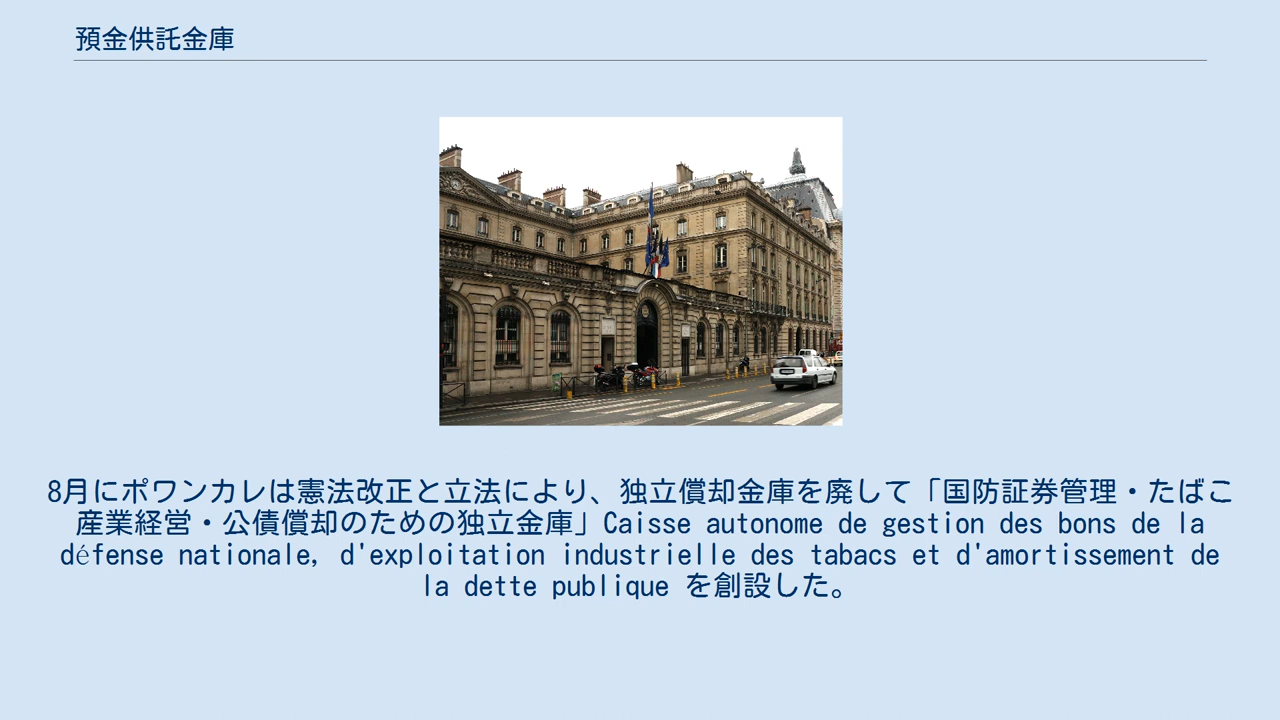 預金供託金庫
8月にポワンカレは憲法改正と立法により、独立償却金庫を廃して「国防証券管理・たばこ
産業経営・公債償却のための独立金庫」Caisse autonome de gestion des bons de la
défense nationale, d'exploitation industrielle des tabacs et d'amortissement de
la dette publique を創設した。